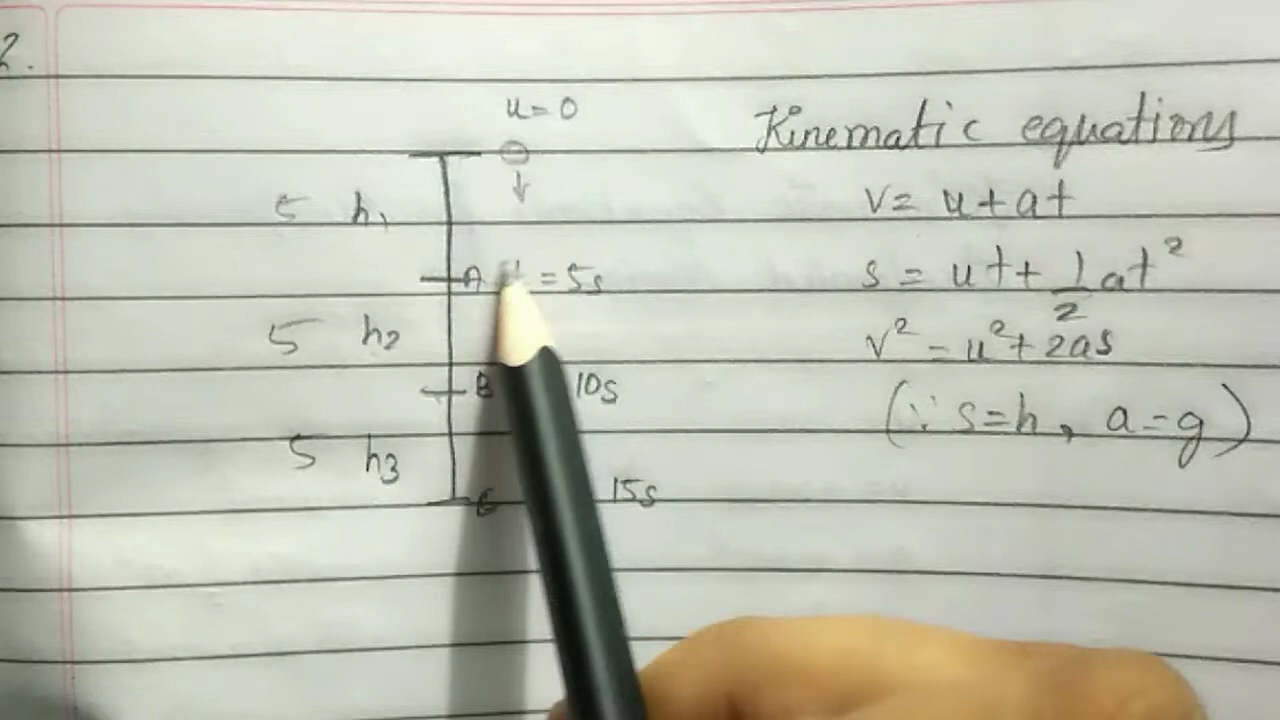 2.
u=0
Kinematic equations
5 h₁
v= u+at
A = 5s
s = ut+ 1/2 at²
5 h₂
v² = u²+2as
B 10s
(∵ s=h, a=g)
5 h₃
C 15s